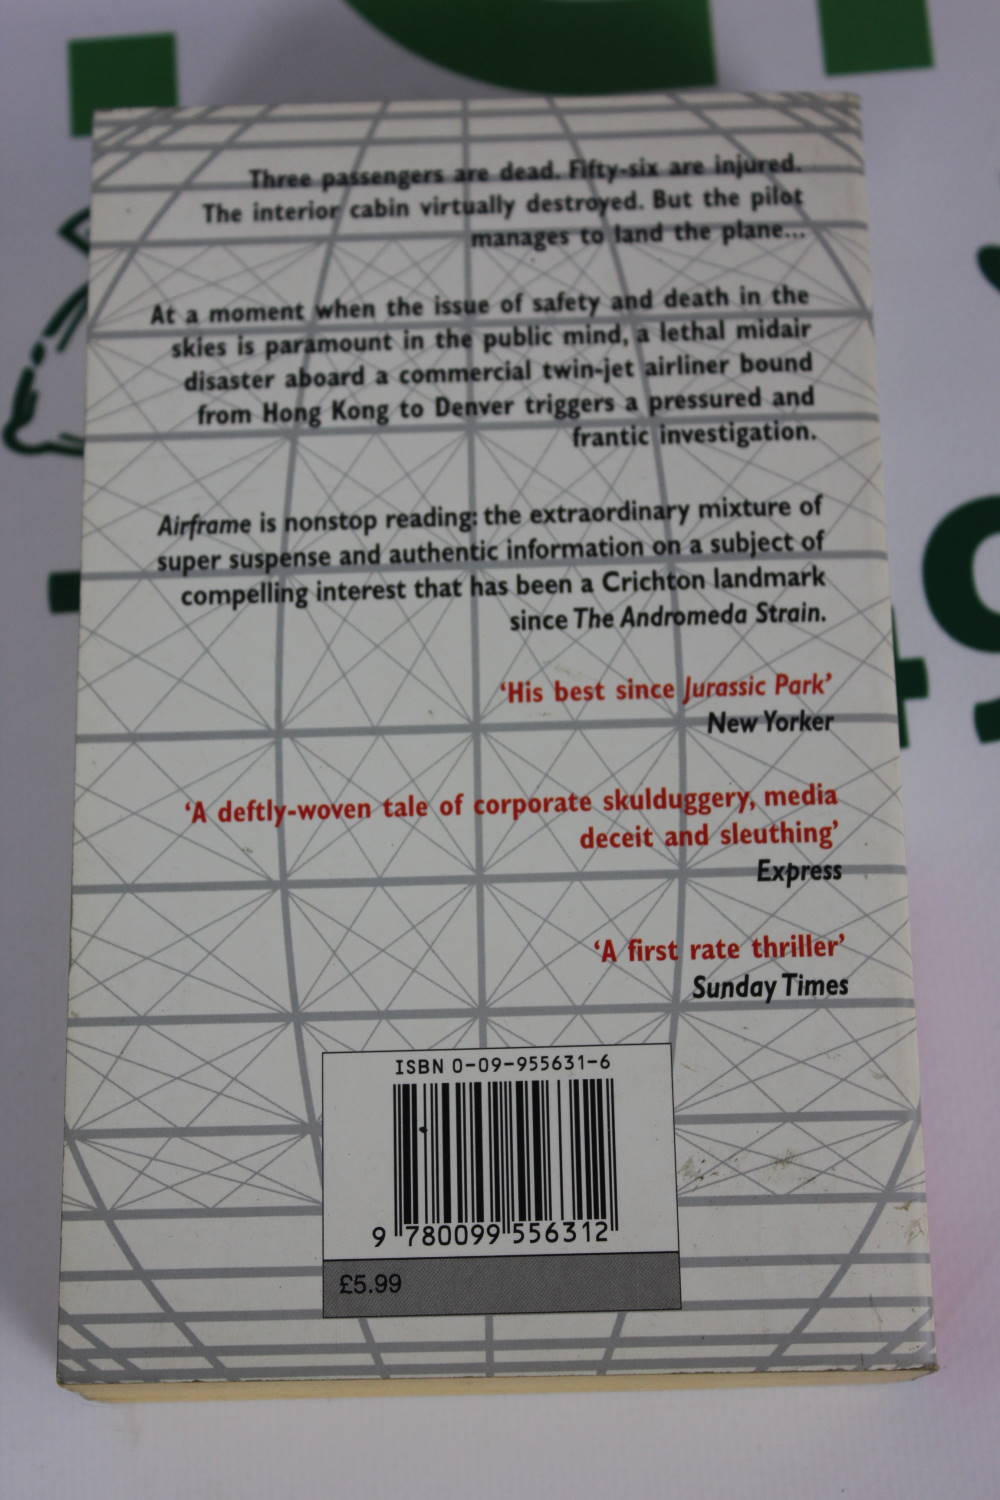 Three passengers are dead. Fifty-six are injured.
The interior cabin virtually destroyed. But the pilot
manages to land the plane...
At a moment when the issue of safety and death in the
skies is paramount in the public mind, a lethal midair
disaster aboard a commercial twin-jet airliner bound
from Hong Kong to Denver triggers a pressured and
frantic investigation.
Airframe is nonstop reading: the extraordinary mixture of
super suspense and authentic information on a subject of
compelling interest that has been a Crichton landmark
since The Andromeda Strain.
‘His best since Jurassic Park’
New Yorker
‘A deftly-woven tale of corporate skulduggery, media
deceit and sleuthing’
Express
‘A first rate thriller’
Sunday Times
ISBN 0-09-955631-6
9 780099 556312
£5.99